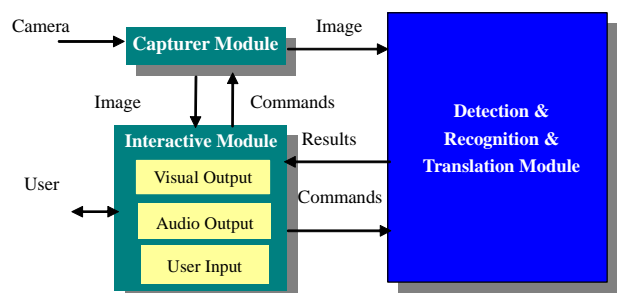 Camera
Capturer Module
Image
Image
Commands
Detection &
Recognition &
Translation Module
Interactive Module
Results
Visual Output
User
Commands
Audio Output
User Input